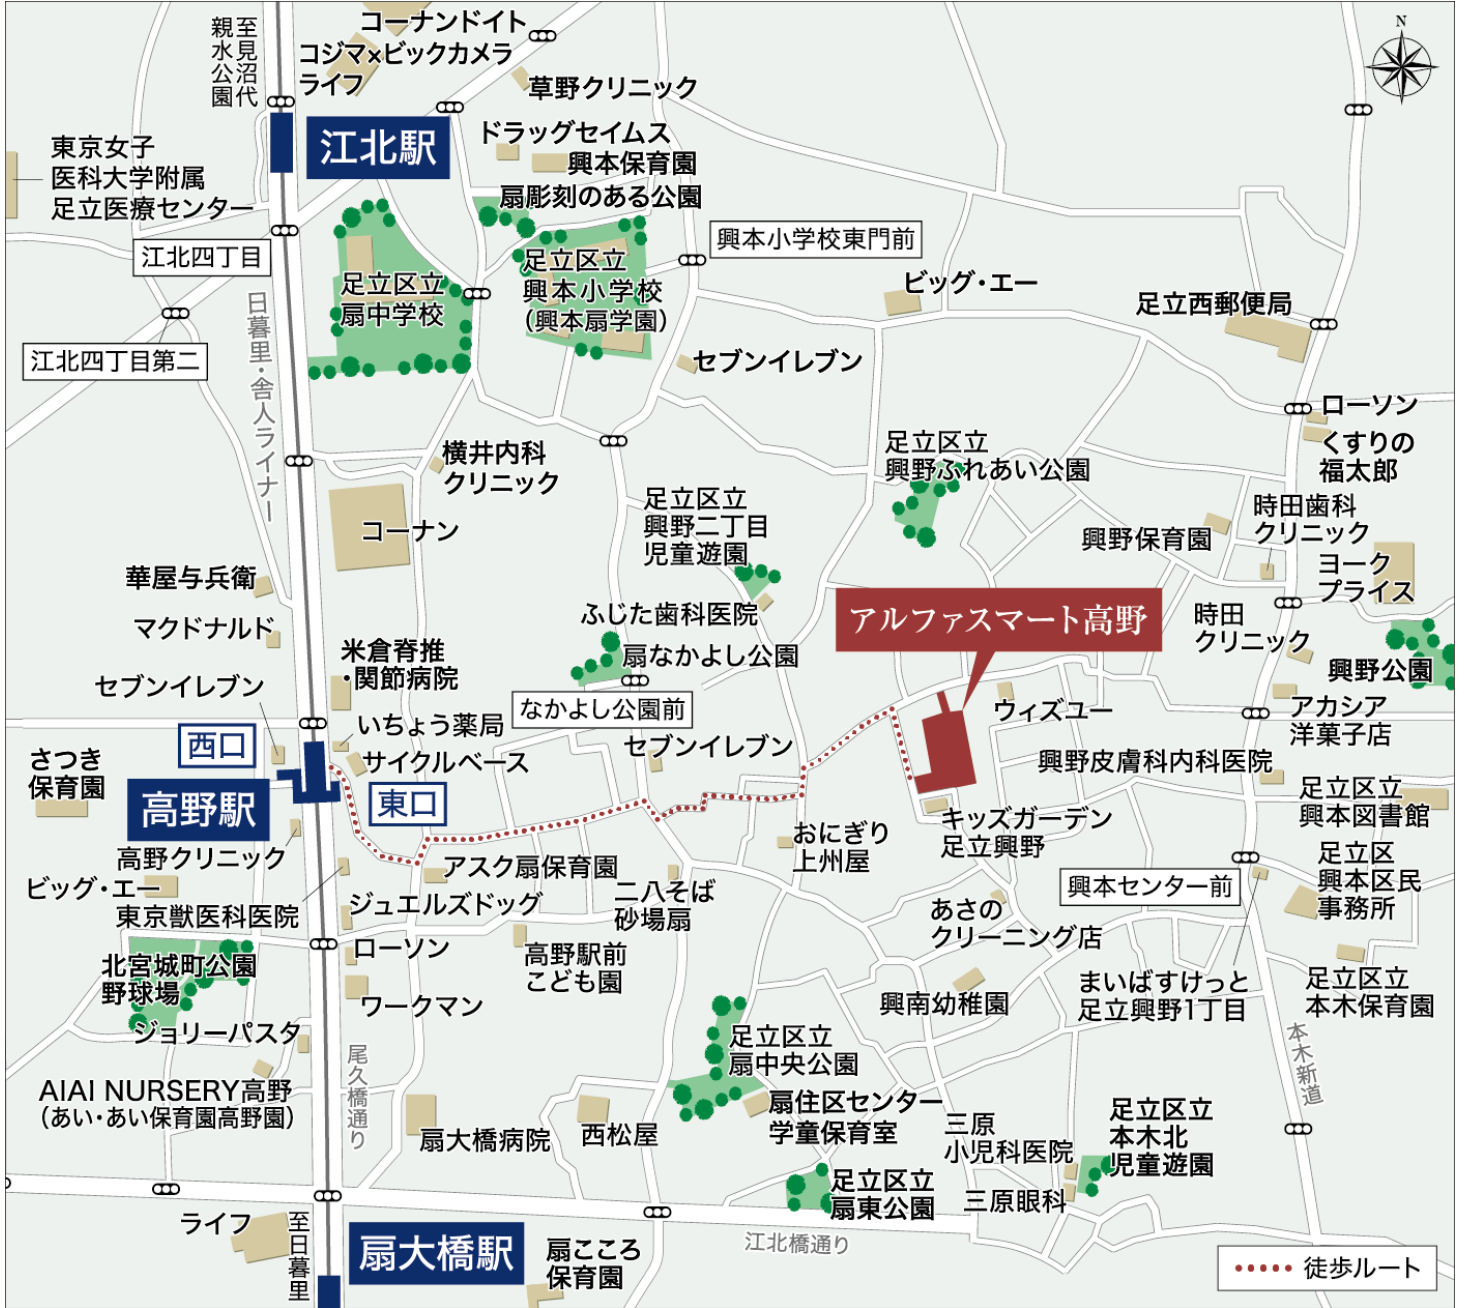 コーナンドイト
コジマ×ビックカメラ
ライフ
至見沼代
親水公園
N
草野クリニック
江北駅
ドラッグセイムス
興本保育園
扇彫刻のある公園
東京女子
医科大学附属
足立医療センター
江北四丁目
江北四丁目第二
日暮里・舎人ライナー
足立区立
扇中学校
足立区立
興本小学校
（興本扇学園）
興本小学校東門前
ビッグ・エー
足立西郵便局
セブンイレブン
ローソン
くすりの
福太郎
横井内科
クリニック
コーナン
足立区立
興野ふれあい公園
足立区立
興野二丁目
児童遊園
興野保育園
時田歯科
クリニック
ヨーク
プライス
華屋与兵衛
マクドナルド
ふじた歯科医院
扇なかよし公園
なかよし公園前
アルファスマート高野
時田
クリニック
興野公園
米倉脊推
・関節病院
セブンイレブン
いちょう薬局
サイクルベース
西口
高野駅
東口
さつき
保育園
セブンイレブン
ウィズユー
アカシア
洋菓子店
興野皮膚科内科医院
足立区立
興本図書館
キッズガーデン
足立興野
おにぎり
上州屋
高野クリニック
ビッグ・エー
東京獣医科医院
アスク扇保育園
ジュエルズドッグ
二八そば
砂場扇
興本センター前
足立区
興本区民
事務所
あさの
クリーニング店
ローソン
高野駅前
こども園
北宮城町公園
野球場
ワークマン
ジョリーパスタ
興南幼稚園
まいばすけっと
足立興野1丁目
足立区立
本木保育園
足立区立
扇中央公園
尾久橋通り
本木新道
AIAI NURSERY高野
（あい・あい保育園高野園）
扇大橋病院
西松屋
扇住区センター
学童保育室
三原
小児科医院
足立区立
本木北
児童遊園
足立区立
扇東公園
三原眼科
ライフ
至日暮里
扇大橋駅
扇こころ
保育園
江北橋通り
徒歩ルート